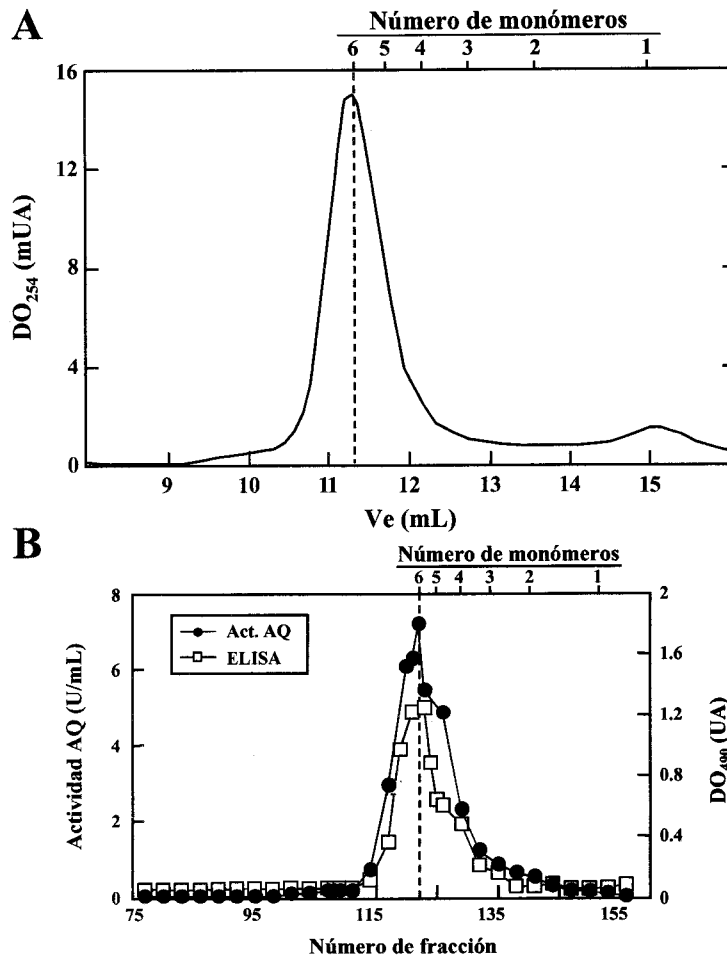 A
Número de monómeros
6 5 4 3 2 1
16
12
8
4
0
DO254 (mUA)
9 10 11 12 13 14 15
Ve (mL)
B
Número de monómeros
6 5 4 3 2 1
8
6
4
2
0
Actividad AQ (U/mL)
Act. AQ
ELISA
2
1.6
1.2
0.8
0.4
0
DO490 (UA)
75 95 115 135 155
Número de fracción